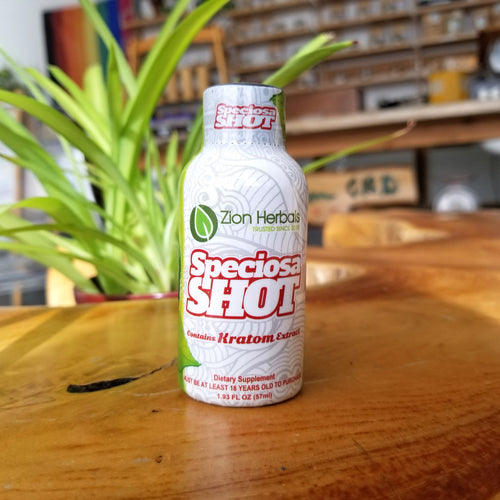 Speciosa
SHOT
Zion Herbals
TRUSTED SINCE
Speciosa
SHOT
Contains Kratom Extract
Dietary Supplement
MUST BE AT LEAST 18 YEARS OLD TO PURCHASE
1.93 FL OZ (57ml)